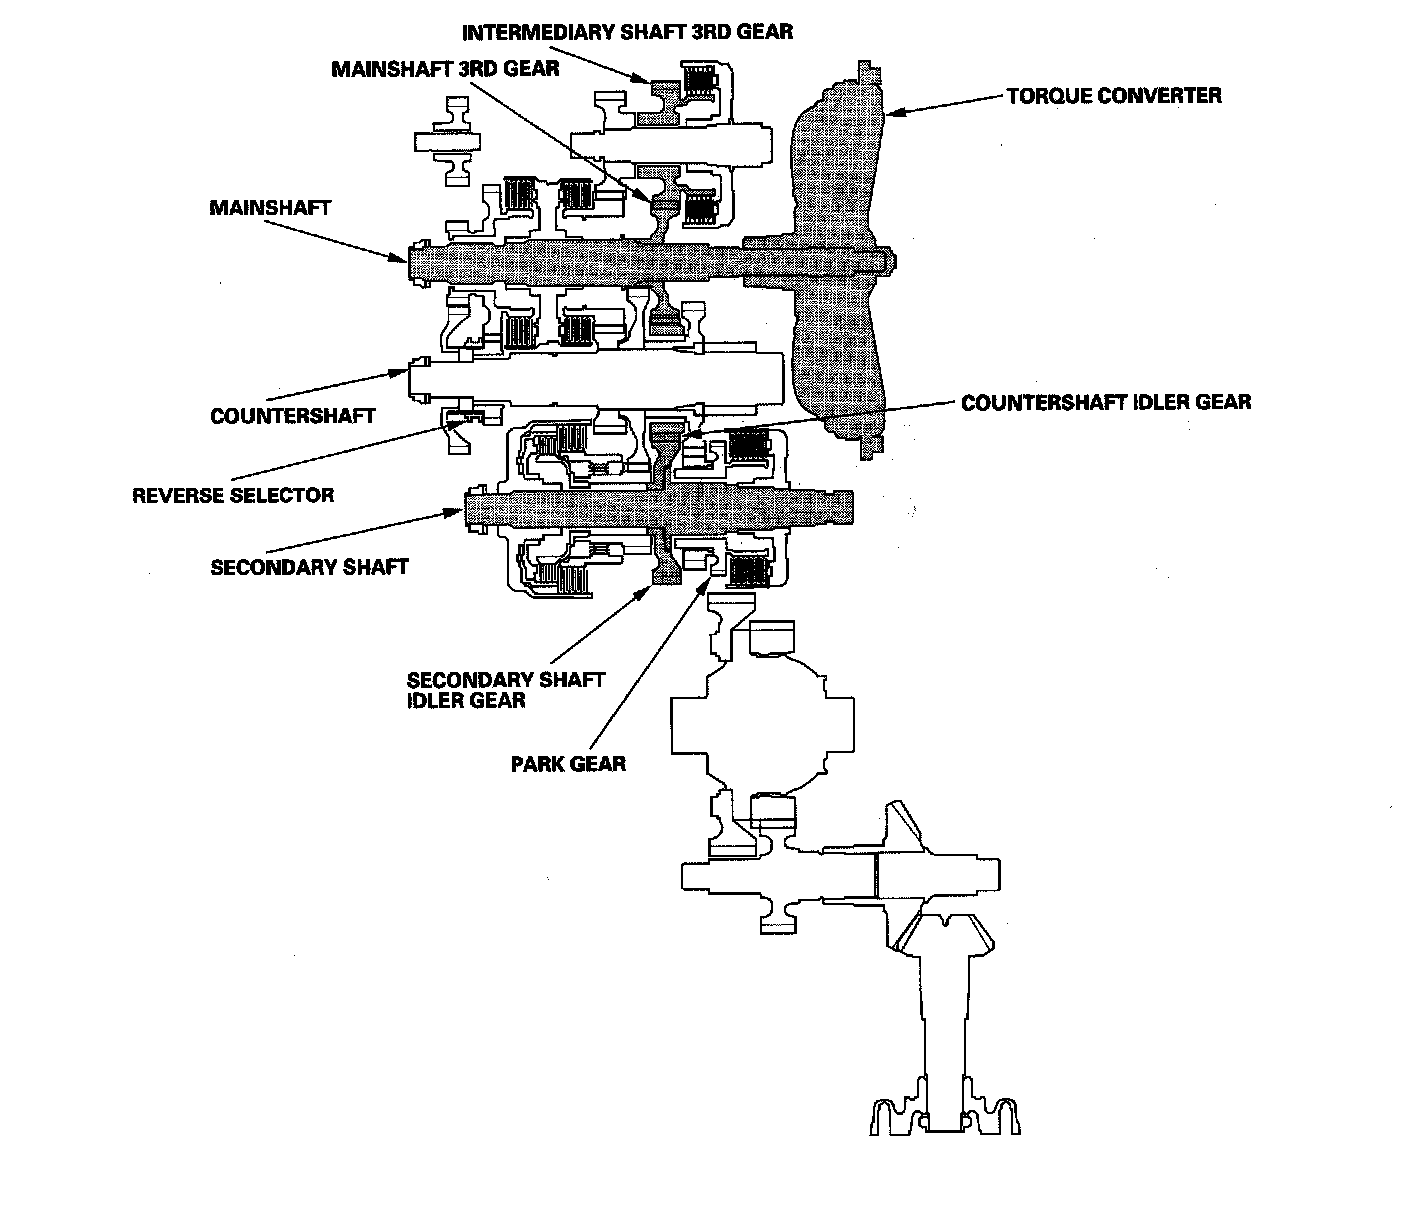 INTERMEDIARY SHAFT 3RD GEAR
MAINSHAFT 3RD GEAR
TORQUE CONVERTER
MAINSHAFT
COUNTERSHAFT
COUNTERSHAFT IDLER GEAR
REVERSE SELECTOR
SECONDARY SHAFT
SECONDARY SHAFT
IDLER GEAR
PARK GEAR